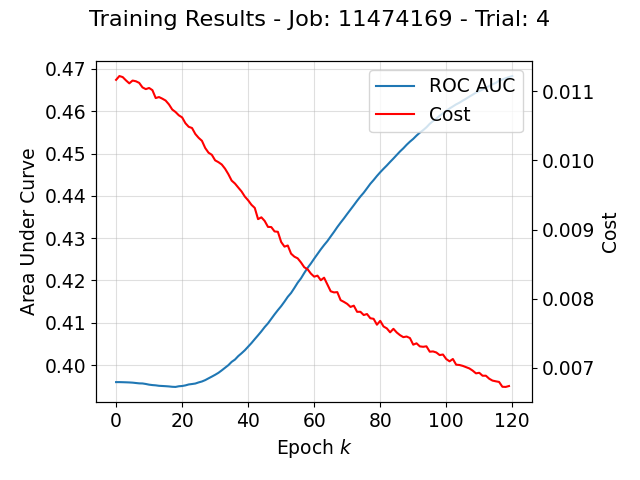 Training Results - Job: 11474169 - Trial: 4
ROC AUC
Cost
0.47
0.46
0.45
0.44
0.43
0.42
0.41
0.40
Area Under Curve
0.011
0.010
0.009
0.008
0.007
Cost
0 20 40 60 80 100 120
Epoch k